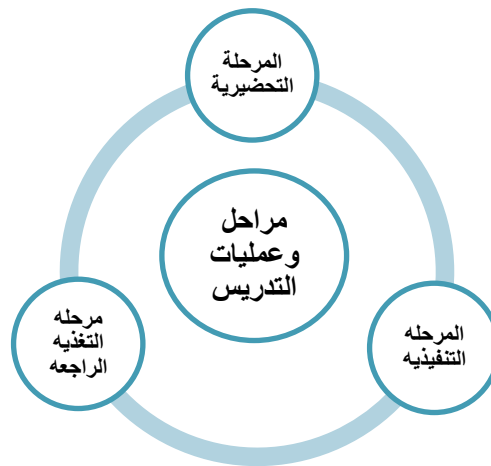 المرحلة
التحضيرية
مراحل
وعمليات
التدريس
المرحله
التنفيذيه
مرحله
التغذيه
الراجعه